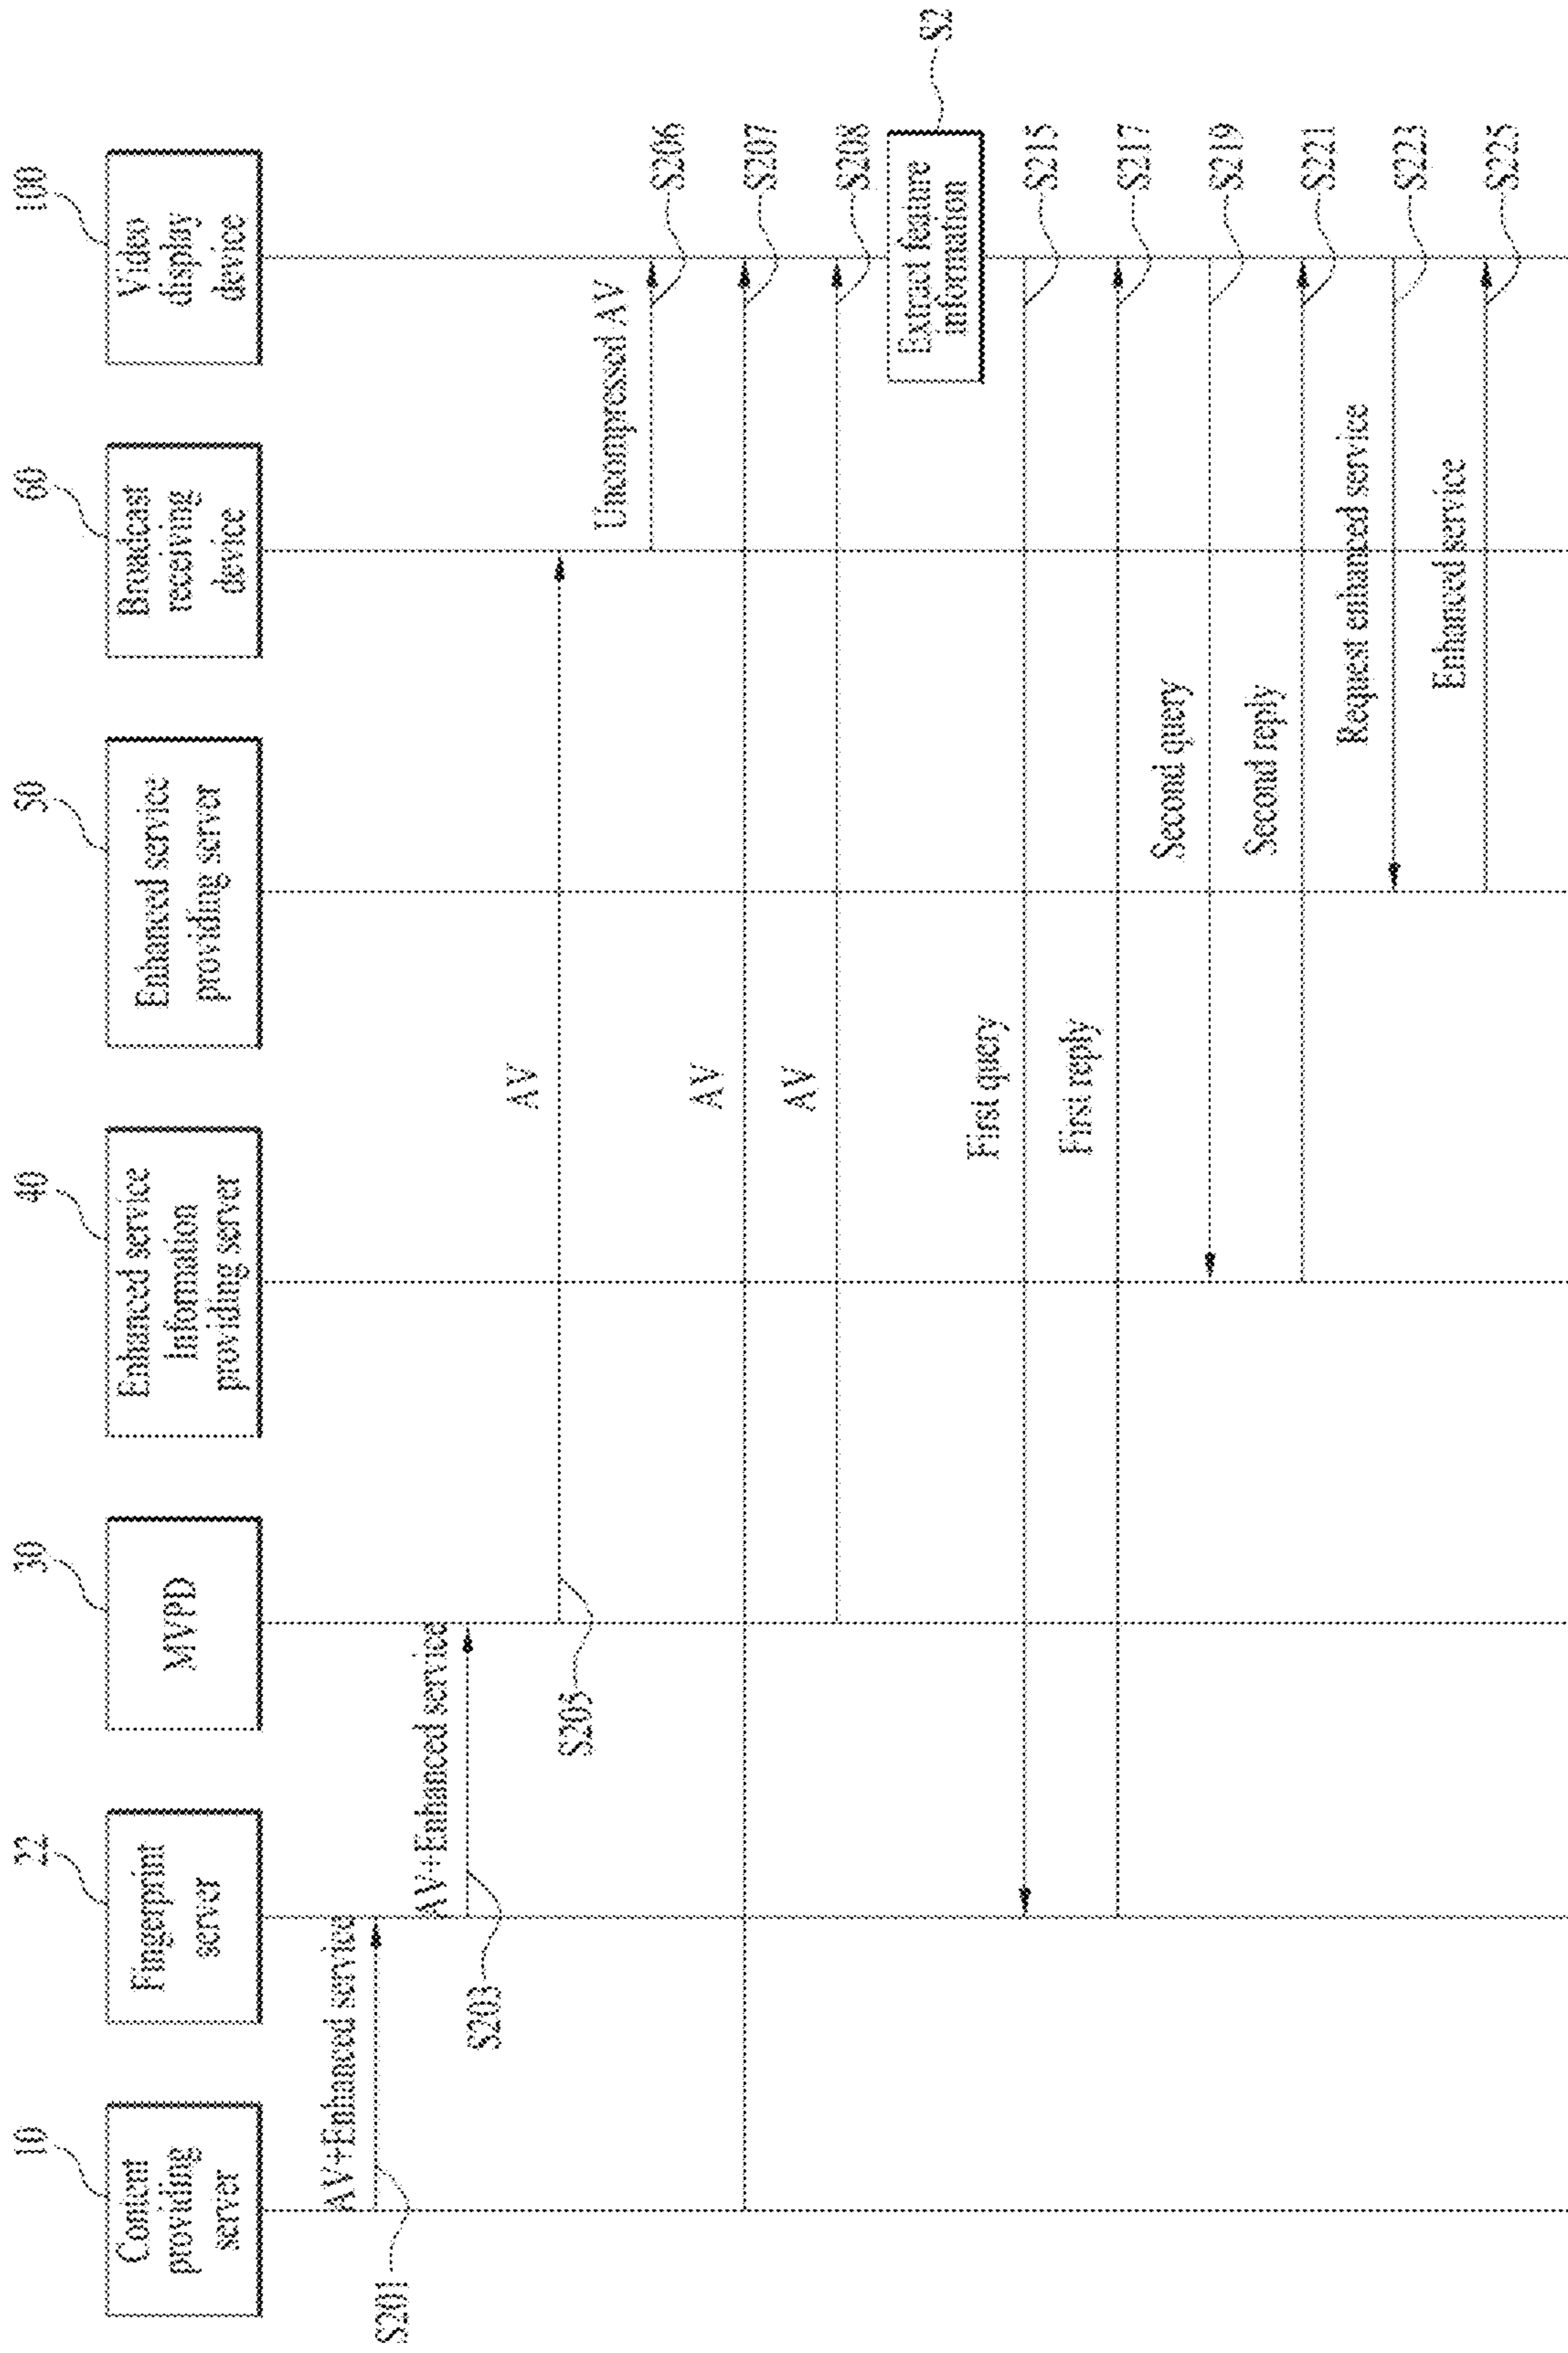 10
22
30
40
50
60
100
Content
providing
server
Fingerprint
server
MVPD
Enhanced service
Information
providing server
Enhanced service
providing server
Broadcast
receiving
device
Video
display
device
AV+Enhanced service
S201
AV+Enhanced service
S203
AV
S205
Uncompressed AV
S206
AV
S207
AV
S208
Extract feature
information
S2
First query
S215
First reply
S217
Second query
S219
Second reply
S221
Request enhanced service
S223
Enhanced service
S225